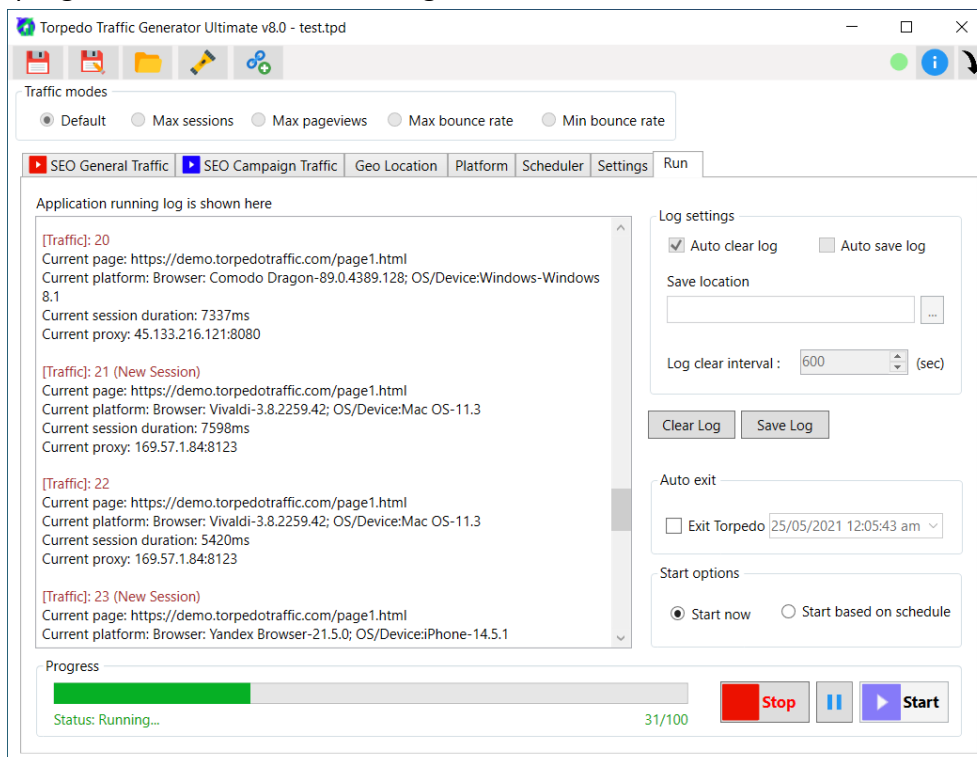 Torpedo Traffic Generator Ultimate v8.0 - test.tpd
Traffic modes
Default Max sessions Max pageviews Max bounce rate Min bounce rate
SEO General Traffic SEO Campaign Traffic Geo Location Platform Scheduler Settings Run
Application running log is shown here
[Traffic]: 20
Current page: https://demo.torpedotraffic.com/page1.html
Current platform: Browser: Comodo Dragon-89.0.4389.128; OS/Device:Windows-Windows
8.1
Current session duration: 7337ms
Current proxy: 45.133.216.121:8080
[Traffic]: 21 (New Session)
Current page: https://demo.torpedotraffic.com/page1.html
Current platform: Browser: Vivaldi-3.8.2259.42; OS/Device:Mac OS-11.3
Current session duration: 7598ms
Current proxy: 169.57.1.84:8123
[Traffic]: 22
Current page: https://demo.torpedotraffic.com/page1.html
Current platform: Browser: Vivaldi-3.8.2259.42; OS/Device:Mac OS-11.3
Current session duration: 5420ms
Current proxy: 169.57.1.84:8123
[Traffic]: 23 (New Session)
Current page: https://demo.torpedotraffic.com/page1.html
Current platform: Browser: Yandex Browser-21.5.0; OS/Device:iPhone-14.5.1
Log settings
Auto clear log Auto save log
Save location
...
Log clear interval : 600 (sec)
Clear Log Save Log
Auto exit
Exit Torpedo 25/05/2021 12:05:43 am
Start options
Start now Start based on schedule
Progress
Status: Running... 31/100
Stop Start